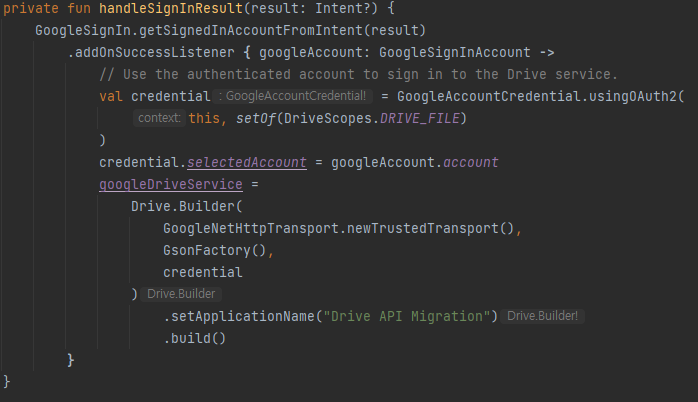 private fun handleSignInResult(result: Intent?) {
GoogleSignIn.getSignedInAccountFromIntent(result)
.addOnSuccessListener { googleAccount: GoogleSignInAccount ->
// Use the authenticated account to sign in to the Drive service.
val credential : GoogleAccountCredential! = GoogleAccountCredential.usingOAuth2(
context: this, setOf(DriveScopes.DRIVE_FILE)
)
credential.selectedAccount = googleAccount.account
googleDriveService =
Drive.Builder(
GoogleNetHttpTransport.newTrustedTransport(),
GsonFactory(),
credential
) Drive.Builder
.setApplicationName("Drive API Migration") Drive.Builder!
.build()
}
}